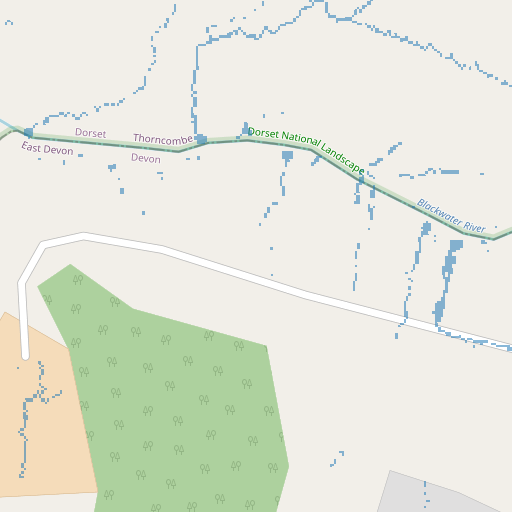 Dorset
Thorncombe
Dorset National Landscape
East Devon
Devon
Blackwater River